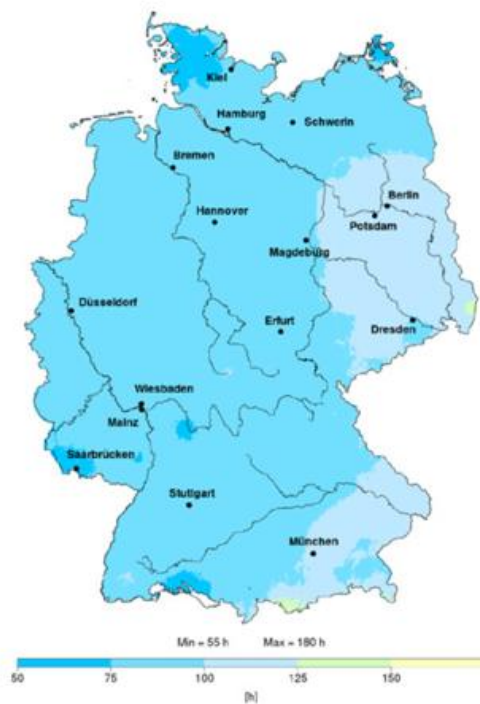 Kiel
Hamburg
Schwerin
Bremen
Berlin
Hannover
Potsdam
Magdeburg
Düsseldorf
Erfurt
Dresden
Wiesbaden
Mainz
Saarbrücken
Stuttgart
München
Min = 55 h Max = 180 h
50 75 100 125 150
[h]